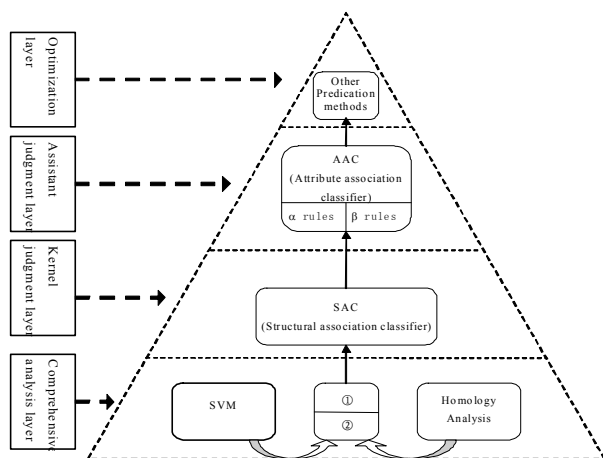 Optimization
layer
Other
Predication
methods
Assistant
judgment layer
AAC
(Attribute association
classifier)
α rules
β rules
Kernel
judgment layer
SAC
(Structural association classifier)
Comprehensive
analysis layer
SVM
①
②
Homology
Analysis